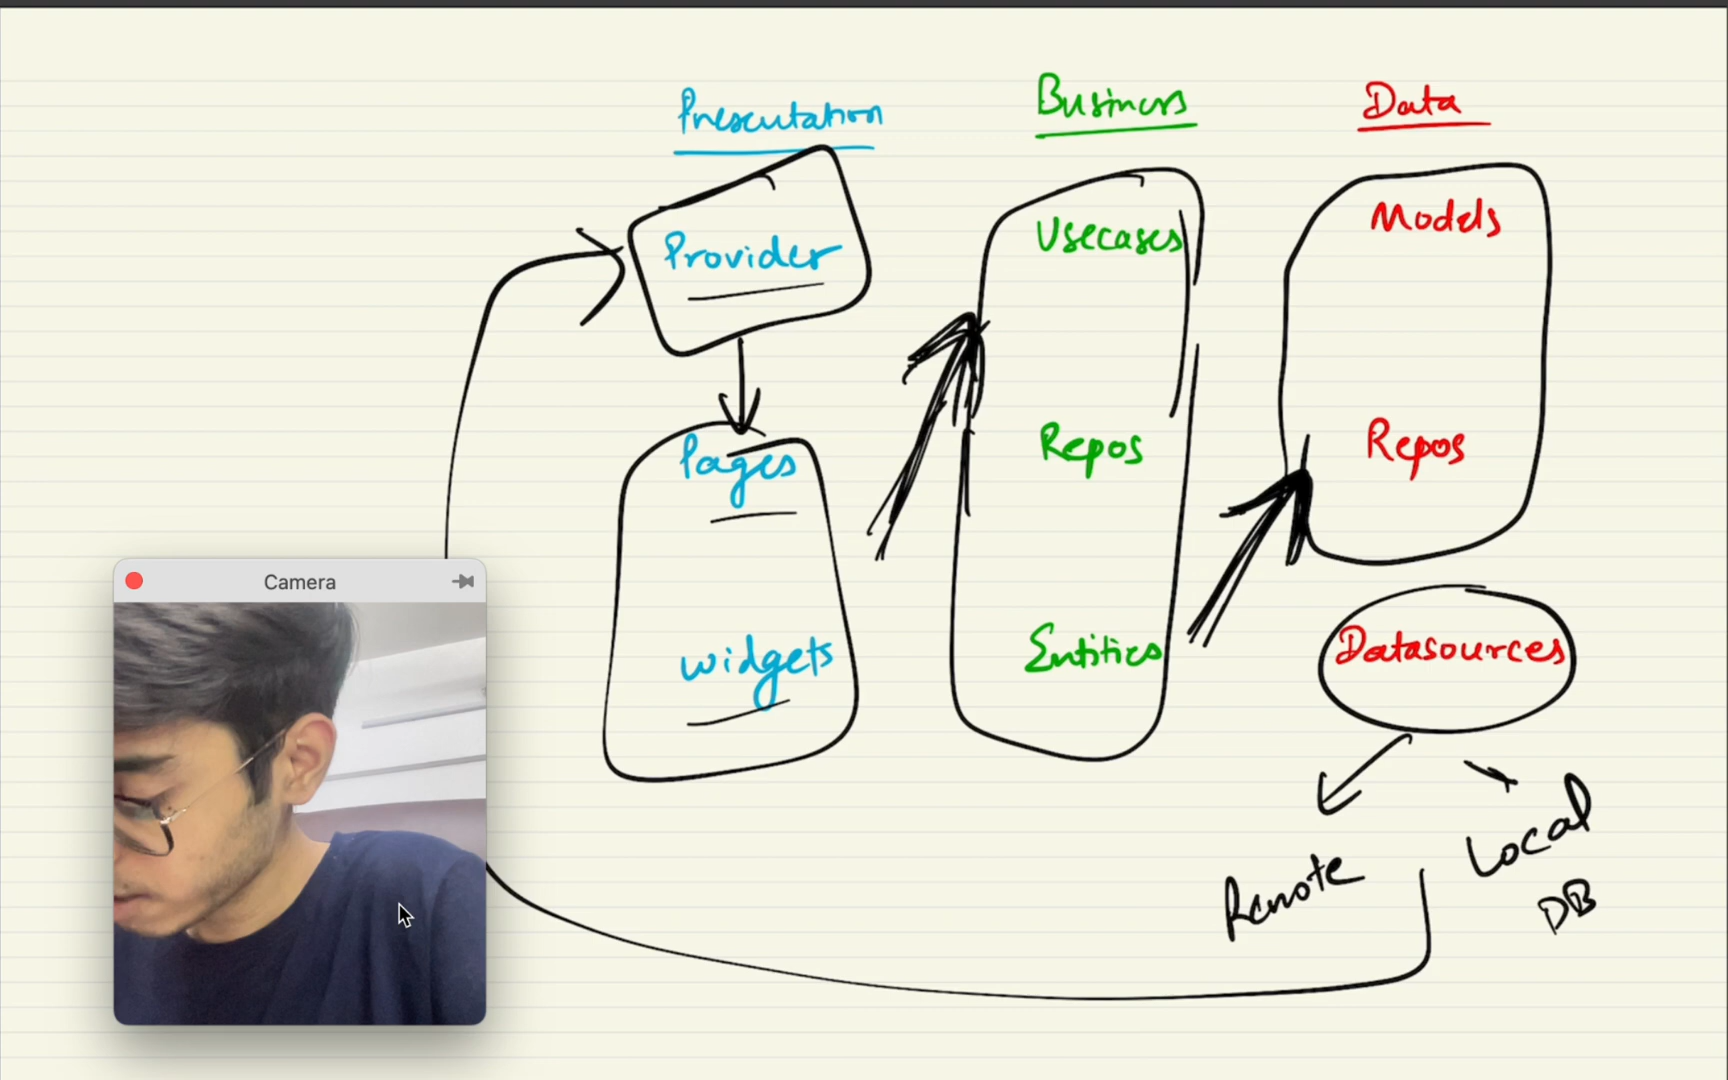 Presentation
Business
Data
Provider
Usecases
Models
Pages
Repos
Repos
widgets
Entities
Datasources
Remote
Local
DB
Camera